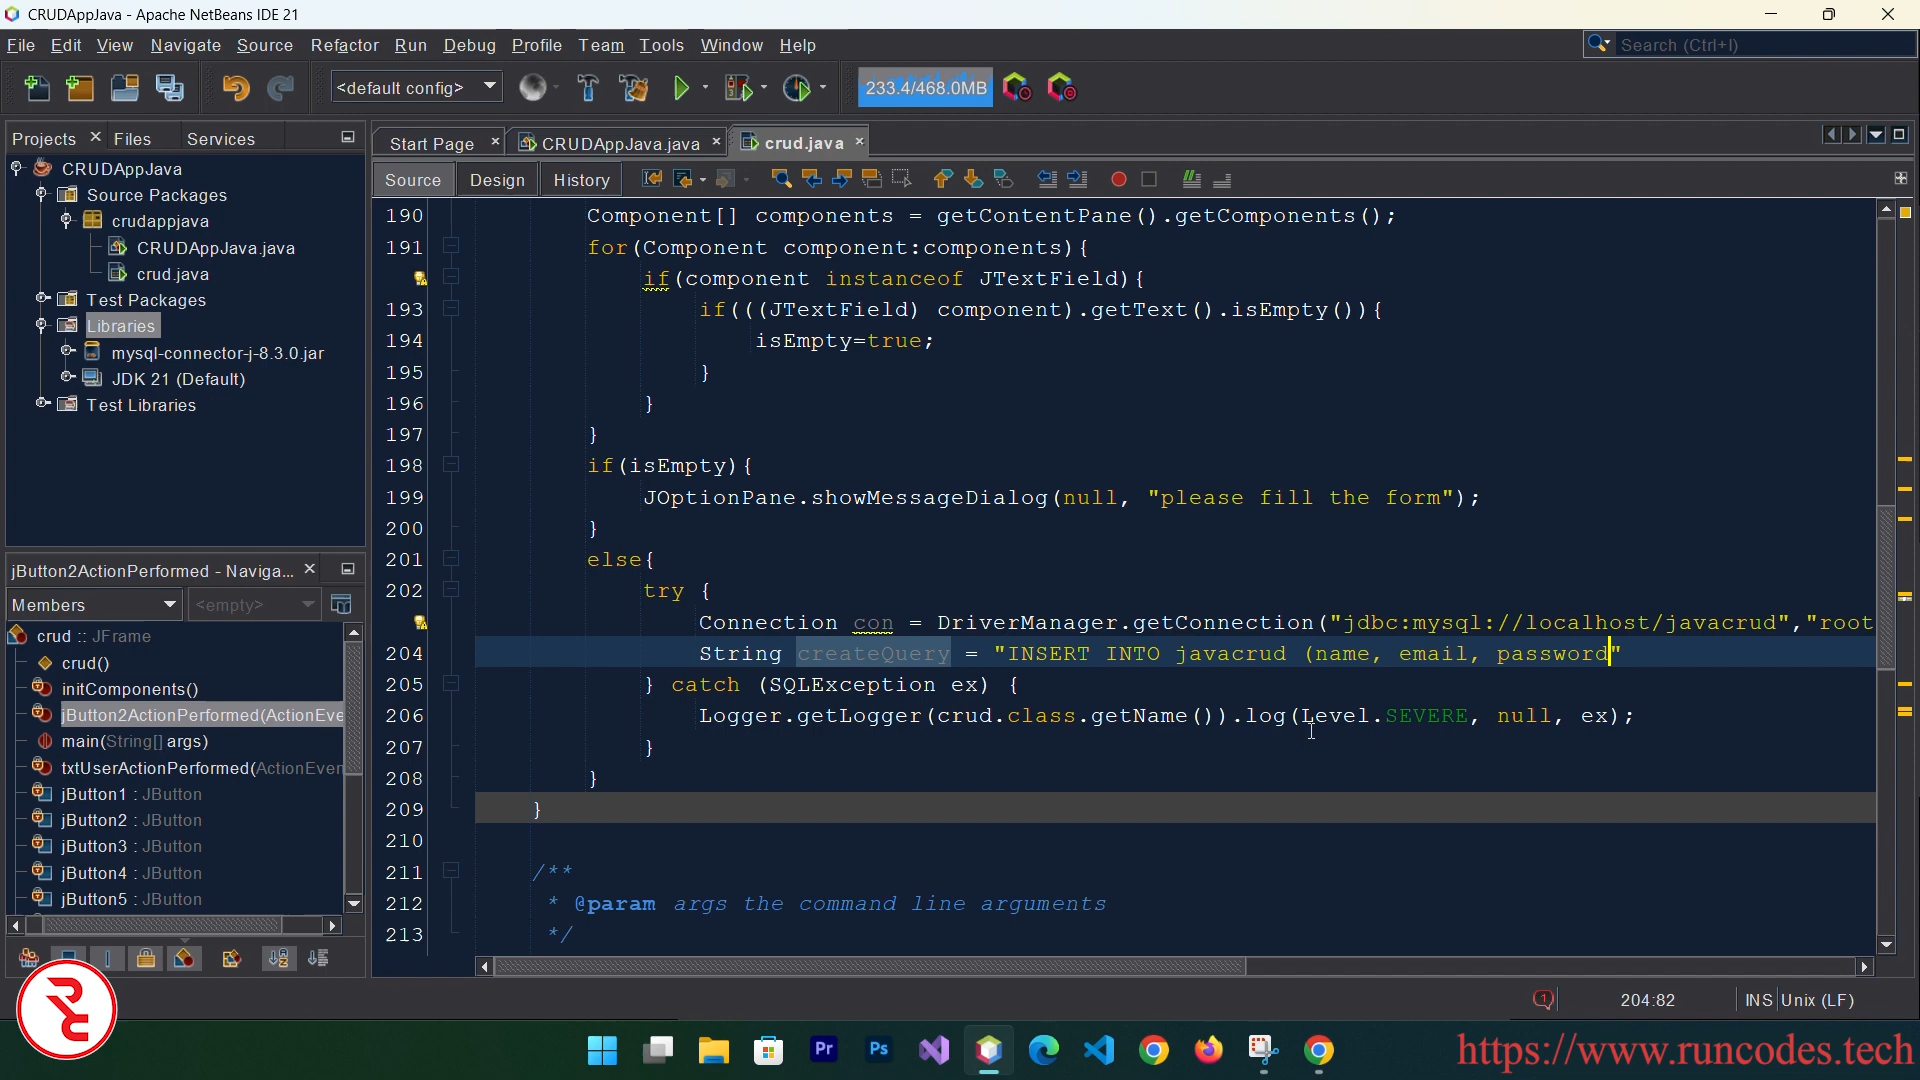 CRUDAppJava - Apache NetBeans IDE 21
File Edit View Navigate Source Refactor Run Debug Profile Team Tools Window Help
Search (Ctrl+I)
<default config>
233.4/468.0MB
Projects Files Services
Start Page CRUDAppJava.java crud.java
Source Design History
CRUDAppJava
Source Packages
crudappjava
CRUDAppJava.java
crud.java
Test Packages
Libraries
mysql-connector-j-8.3.0.jar
JDK 21 (Default)
Test Libraries
jButton2ActionPerformed - Naviga...
Members <empty>
crud :: JFrame
crud()
initComponents()
jButton2ActionPerformed(ActionEve
main(String[] args)
txtUserActionPerformed(ActionEven
jButton1 : JButton
jButton2 : JButton
jButton3 : JButton
jButton4 : JButton
jButton5 : JButton
190 Component[] components = getContentPane().getComponents();
191 for(Component component:components){
if(component instanceof JTextField){
193 if(((JTextField) component).getText().isEmpty()){
194 isEmpty=true;
195 }
196 }
197 }
198 if(isEmpty){
199 JOptionPane.showMessageDialog(null, "please fill the form");
200 }
201 else{
202 try {
Connection con = DriverManager.getConnection("jdbc:mysql://localhost/javacrud","root
204 String createQuery = "INSERT INTO javacrud (name, email, password"
205 } catch (SQLException ex) {
206 Logger.getLogger(crud.class.getName()).log(Level.SEVERE, null, ex);
207 }
208 }
209 }
210
211 /**
212 * @param args the command line arguments
213 */
1 204:82 INS Unix (LF)
RC
Pr Ps
https://www.runcodes.tech